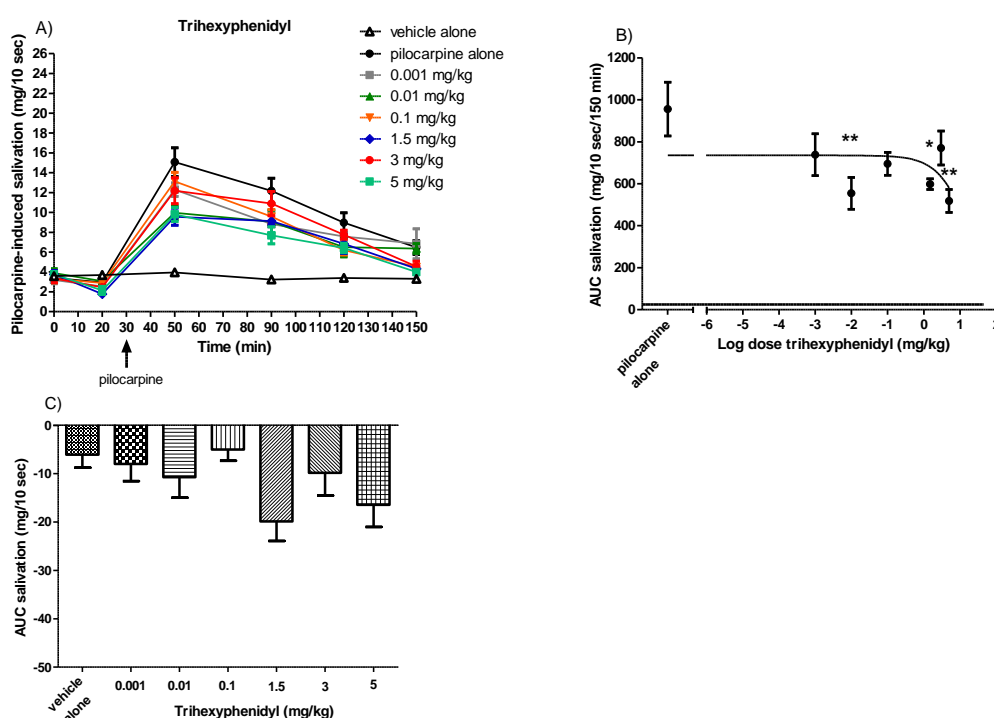 A)
Trihexyphenidyl
vehicle alone
pilocarpine alone
0.001 mg/kg
0.01 mg/kg
0.1 mg/kg
1.5 mg/kg
3 mg/kg
5 mg/kg
Pilocarpine-induced salivation (mg/10 sec)
26
24
22
20
18
16
14
12
10
8
6
4
2
0
0 10 20 30 40 50 60 70 80 90 100 110 120 130 140 150
Time (min)
pilocarpine
B)
AUC salivation (mg/10 sec/150 min)
1200
1000
800
600
400
200
0
**
*
**
pilocarpine
alone
-6 -5 -4 -3 -2 -1 0 1 2
Log dose trihexyphenidyl (mg/kg)
C)
AUC salivation (mg/10 sec)
0
-10
-20
-30
-40
-50
vehicle
alone
0.001 0.01 0.1 1.5 3 5
Trihexyphenidyl (mg/kg)